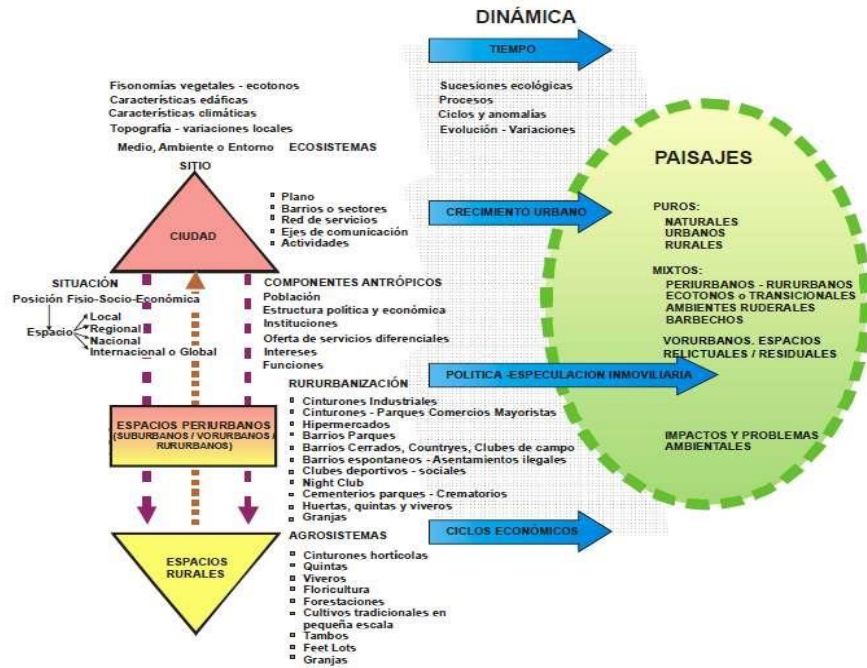 DINÁMICA
TIEMPO
Fisonomías vegetales - ecotonos
Características edáficas
Características climáticas
Topografía - variaciones locales
Medio, Ambiente o Entorno ECOSISTEMAS
SITIO
Sucesiones ecológicas
Procesos
Ciclos y anomalías
Evolución - Variaciones
CIUDAD
Plano
Barrios o sectores
Red de servicios
Ejes de comunicación
Actividades
CRECIMIENTO URBANO
SITUACIÓN
Posición Fisio-Socio-Económica
Espacio
Local
Regional
Nacional
Internacional o Global
COMPONENTES ANTRÓPICOS
Población
Estructura política y económica
Instituciones
Oferta de servicios diferenciales
Intereses
Funciones
POLITICA -ESPECULACION INMOVILIARIA
ESPACIOS PERIURBANOS
(SUBURBANOS / VORURBANOS /
RURURBANOS)
RURURBANIZACIÓN
Cinturones Industriales
Cinturones - Parques Comercios Mayoristas
Hipermercados
Barrios Parques
Barrios Cerrados, Countryes, Clubes de campo
Barrios espontaneos - Asentamientos ilegales
Clubes deportivos - sociales
Night Club
Cementerios parques - Crematorios
Huertas, quintas y viveros
Granjas
CICLOS ECONÓMICOS
ESPACIOS
RURALES
AGROSISTEMAS
Cinturones hortícolas
Quintas
Viveros
Floricultura
Forestaciones
Cultivos tradicionales en
pequeña escala
Tambos
Feet Lots
Granjas
PAISAJES
PUROS:
NATURALES
URBANOS
RURALES
MIXTOS:
PERIURBANOS - RURURBANOS
ECOTONOS o TRANSICIONALES
AMBIENTES RUDERALES
BARBECHOS
VORURBANOS. ESPACIOS
RELICTUALES / RESIDUALES
IMPACTOS Y PROBLEMAS
AMBIENTALES